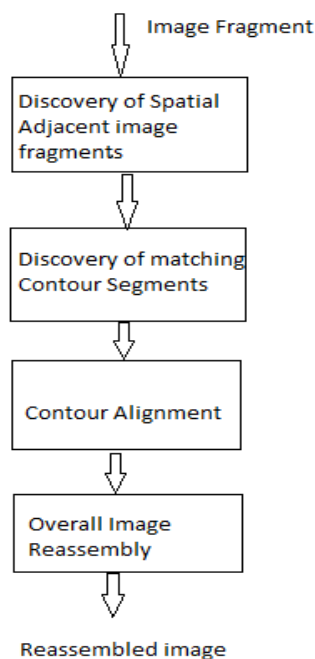 Image Fragment
Discovery of Spatial
Adjacent image
fragments
Discovery of matching
Contour Segments
Contour Alignment
Overall Image
Reassembly
Reassembled image